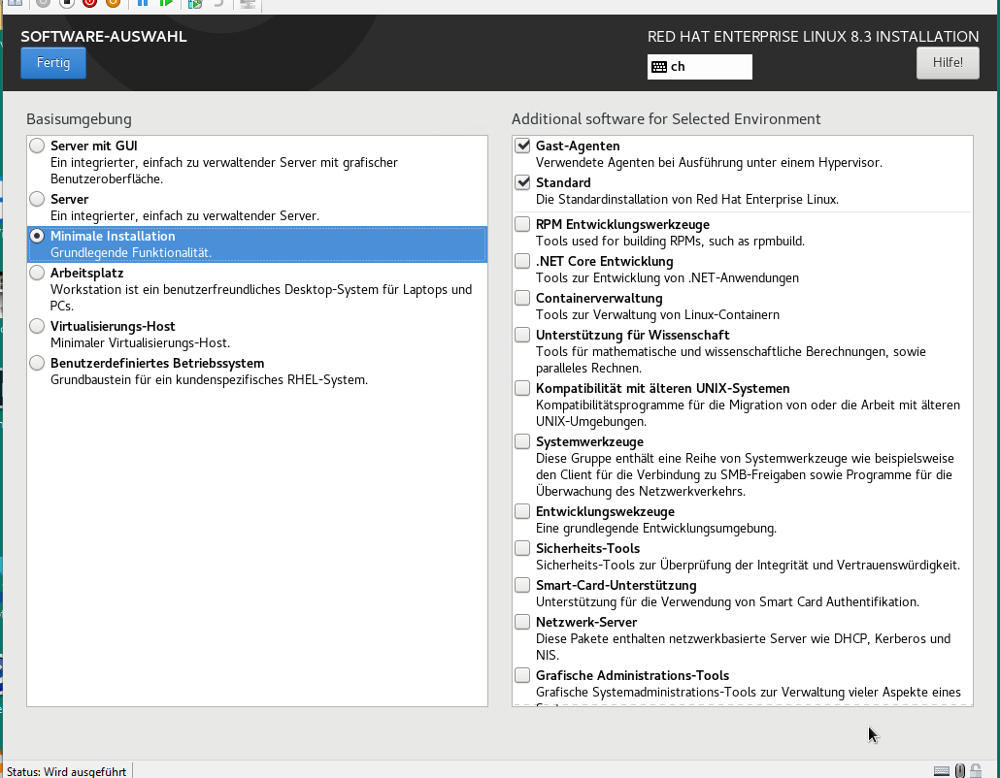 SOFTWARE-AUSWAHL
RED HAT ENTERPRISE LINUX 8.3 INSTALLATION
Fertig
ch
Hilfe!
Basisumgebung
Server mit GUI
Ein integrierter, einfach zu verwaltender Server mit grafischer
Benutzeroberfläche.
Server
Ein integrierter, einfach zu verwaltender Server.
Minimale Installation
Grundlegende Funktionalität.
Arbeitsplatz
Workstation ist ein benutzerfreundliches Desktop-System für Laptops und
PCs.
Virtualisierungs-Host
Minimaler Virtualisierungs-Host.
Benutzerdefiniertes Betriebssystem
Grundbaustein für ein kundenspezifisches RHEL-System.
Additional software for Selected Environment
Gast-Agenten
Verwendete Agenten bei Ausführung unter einem Hypervisor.
Standard
Die Standardinstallation von Red Hat Enterprise Linux.
RPM Entwicklungswerkzeuge
Tools used for building RPMs, such as rpmbuild.
.NET Core Entwicklung
Tools zur Entwicklung von .NET-Anwendungen
Containerverwaltung
Tools zur Verwaltung von Linux-Containern
Unterstützung für Wissenschaft
Tools für mathematische und wissenschaftliche Berechnungen, sowie
paralleles Rechnen.
Kompatibilität mit älteren UNIX-Systemen
Kompatibilitätsprogramme für die Migration von oder die Arbeit mit älteren
UNIX-Umgebungen.
Systemwerkzeuge
Diese Gruppe enthält eine Reihe von Systemwerkzeuge wie beispielsweise
den Client für die Verbindung zu SMB-Freigaben sowie Programme für die
Überwachung des Netzwerkverkehrs.
Entwicklungswekzeuge
Eine grundlegende Entwicklungsumgebung.
Sicherheits-Tools
Sicherheits-Tools zur Überprüfung der Integrität und Vertrauenswürdigkeit.
Smart-Card-Unterstützung
Unterstützung für die Verwendung von Smart Card Authentifikation.
Netzwerk-Server
Diese Pakete enthalten netzwerkbasierte Server wie DHCP, Kerberos und
NIS.
Grafische Administrations-Tools
Grafische Systemadministrations-Tools zur Verwaltung vieler Aspekte eines
Status: Wird ausgeführt